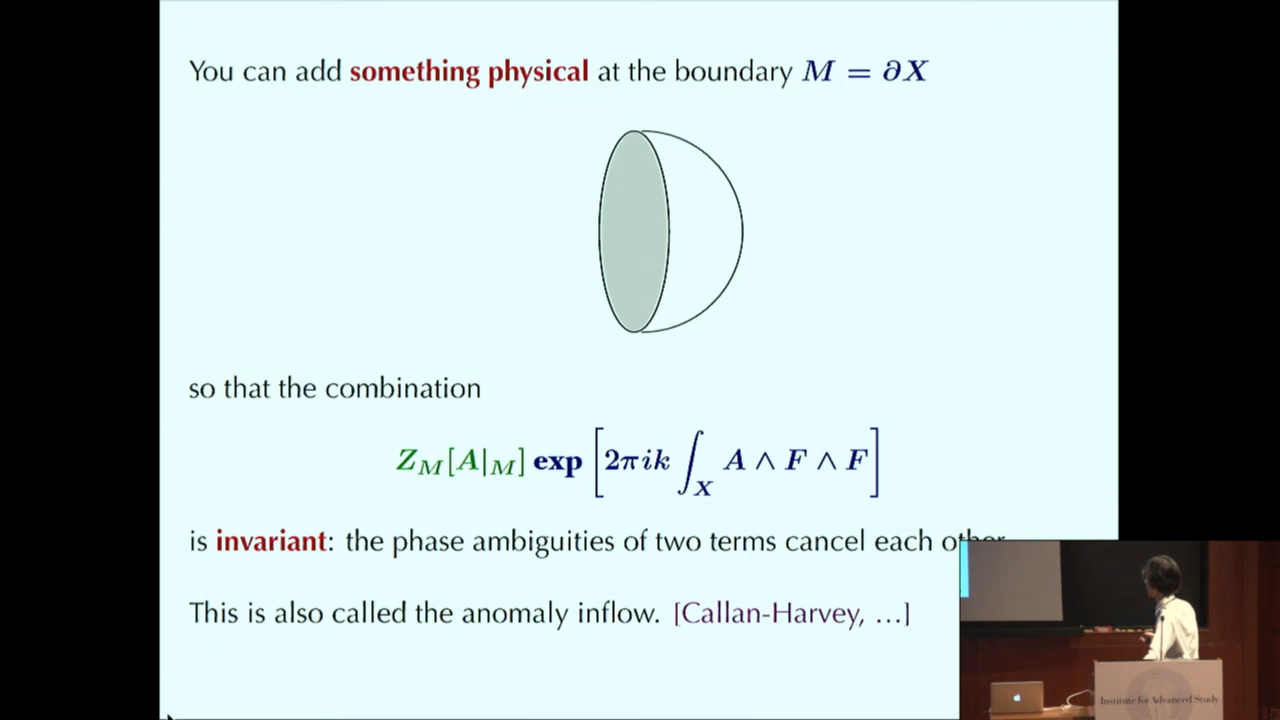 You can add something physical at the boundary M = ∂X
so that the combination
Z_M[A|_M] exp [2πik ∫_X A ∧ F ∧ F]
is invariant: the phase ambiguities of two terms cancel each other
This is also called the anomaly inflow. [Callan-Harvey, …]
Institute for Advanced Study